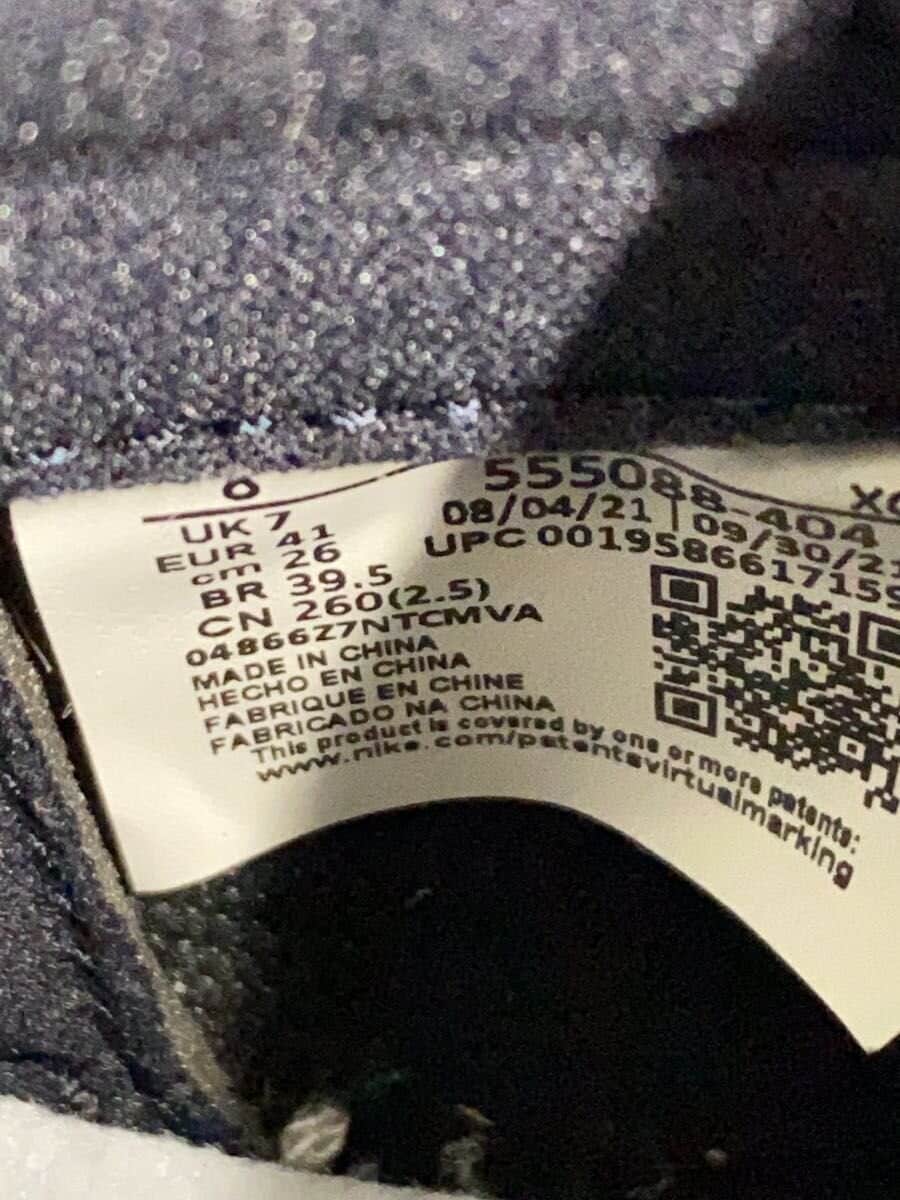 555088-404
08/04/21 | 09/30/21
UPC 0019586617159
UK 7
EUR 41
cm 26
BR 39.5
CN 260(2.5)
04866Z7NTCMVA
MADE IN CHINA
HECHO EN CHINA
FABRIQUE EN CHINE
FABRICADO NA CHINA
This product is covered by one or more patents:
www.nike.com/patentsvirtualmarking